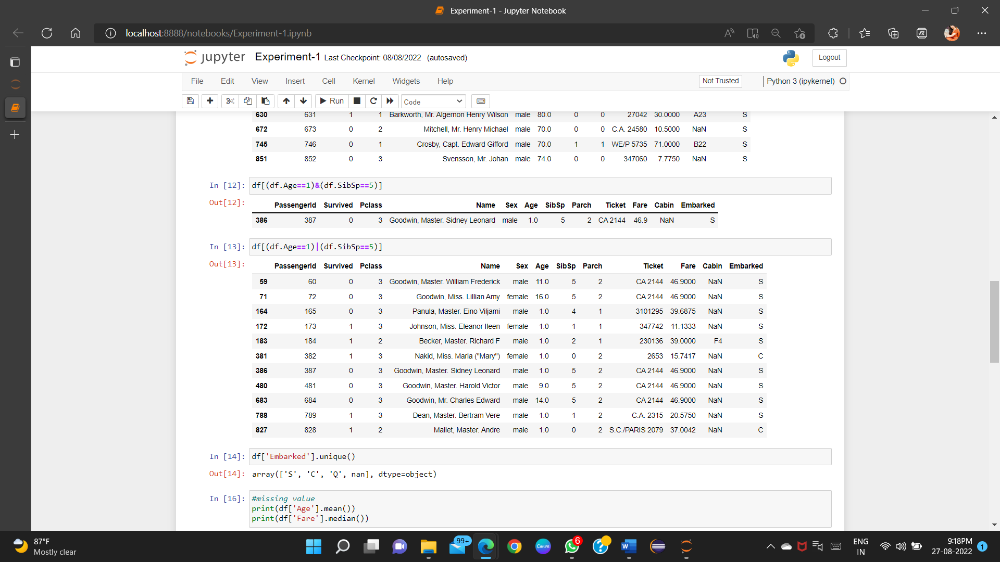 Experiment-1 - Jupyter Notebook
localhost:8888/notebooks/Experiment-1.ipynb
jupyter Experiment-1 Last Checkpoint: 08/08/2022 (autosaved) Logout
File Edit View Insert Cell Kernel Widgets Help Not Trusted Python 3 (ipykernel)
Run Code
630 631 1 1 Barkworth, Mr. Algernon Henry Wilson male 80.0 0 0 27042 30.0000 A23 S
672 673 0 2 Mitchell, Mr. Henry Michael male 70.0 0 0 C.A. 24580 10.5000 NaN S
745 746 0 1 Crosby, Capt. Edward Gifford male 70.0 1 1 WE/P 5735 71.0000 B22 S
851 852 0 3 Svensson, Mr. Johan male 74.0 0 0 347060 7.7750 NaN S
In [12]: df[(df.Age==1)&(df.SibSp==5)]
Out[12]:
PassengerId Survived Pclass Name Sex Age SibSp Parch Ticket Fare Cabin Embarked
386 387 0 3 Goodwin, Master. Sidney Leonard male 1.0 5 2 CA 2144 46.9 NaN S
In [13]: df[(df.Age==1)|(df.SibSp==5)]
Out[13]:
PassengerId Survived Pclass Name Sex Age SibSp Parch Ticket Fare Cabin Embarked
59 60 0 3 Goodwin, Master. William Frederick male 11.0 5 2 CA 2144 46.9000 NaN S
71 72 0 3 Goodwin, Miss. Lillian Amy female 16.0 5 2 CA 2144 46.9000 NaN S
164 165 0 3 Panula, Master. Eino Viljami male 1.0 4 1 3101295 39.6875 NaN S
172 173 1 3 Johnson, Miss. Eleanor Ileen female 1.0 1 1 347742 11.1333 NaN S
183 184 1 2 Becker, Master. Richard F male 1.0 2 1 230136 39.0000 F4 S
381 382 1 3 Nakid, Miss. Maria ("Mary") female 1.0 0 2 2653 15.7417 NaN C
386 387 0 3 Goodwin, Master. Sidney Leonard male 1.0 5 2 CA 2144 46.9000 NaN S
480 481 0 3 Goodwin, Master. Harold Victor male 9.0 5 2 CA 2144 46.9000 NaN S
683 684 0 3 Goodwin, Mr. Charles Edward male 14.0 5 2 CA 2144 46.9000 NaN S
788 789 1 3 Dean, Master. Bertram Vere male 1.0 1 2 C.A. 2315 20.5750 NaN S
827 828 1 2 Mallet, Master. Andre male 1.0 0 2 S.C./PARIS 2079 37.0042 NaN C
In [14]: df['Embarked'].unique()
Out[14]: array(['S', 'C', 'Q', nan], dtype=object)
In [16]: #missing value
print(df['Age'].mean())
print(df['Fare'].median())
87°F
Mostly clear
99+
Canva
6
ENG
IN
9:18PM
27-08-2022
1